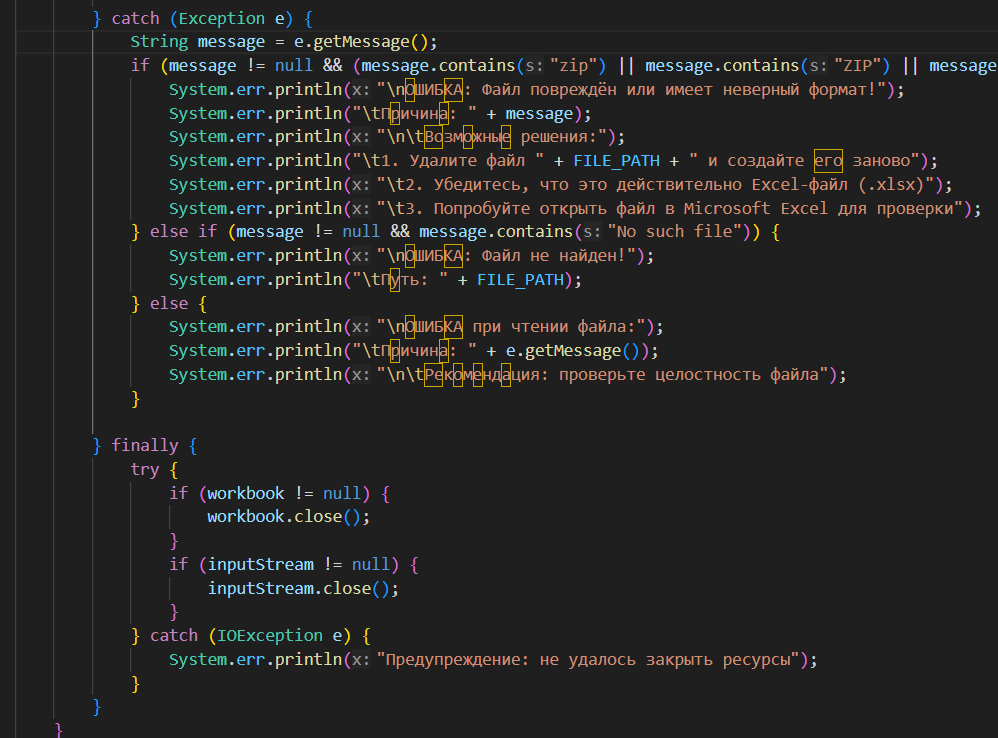 } catch (Exception e) {
String message = e.getMessage();
if (message != null && (message.contains(s: "zip") || message.contains(s: "ZIP") || message
System.err.println(x: "\nОШИБКА: Файл повреждён или имеет неверный формат!");
System.err.println("\tПричина: " + message);
System.err.println(x: "\n\tВозможные решения:");
System.err.println("\t1. Удалите файл " + FILE_PATH + " и создайте его заново");
System.err.println(x: "\t2. Убедитесь, что это действительно Excel-файл (.xlsx)");
System.err.println(x: "\t3. Попробуйте открыть файл в Microsoft Excel для проверки");
} else if (message != null && message.contains(s: "No such file")) {
System.err.println(x: "\nОШИБКА: Файл не найден!");
System.err.println("\tПуть: " + FILE_PATH);
} else {
System.err.println(x: "\nОШИБКА при чтении файла:");
System.err.println("\tПричина: " + e.getMessage());
System.err.println(x: "\n\tРекомендация: проверьте целостность файла");
}
} finally {
try {
if (workbook != null) {
workbook.close();
}
if (inputStream != null) {
inputStream.close();
}
} catch (IOException e) {
System.err.println(x: "Предупреждение: не удалось закрыть ресурсы");
}
}
}